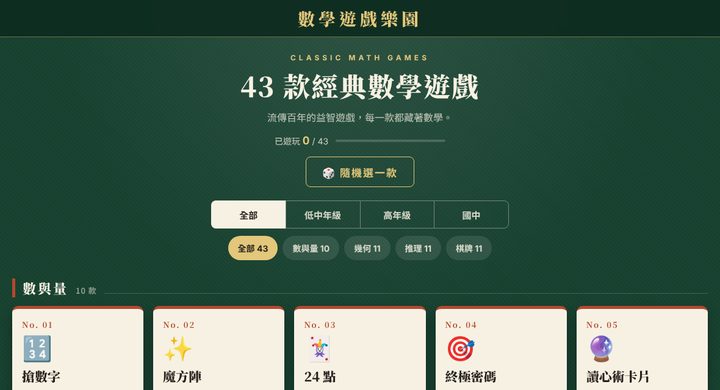 數學遊戲樂園
CLASSIC MATH GAMES
43 款經典數學遊戲
流傳百年的益智遊戲，每一款都藏著數學。
已遊玩 0 / 43
隨機選一款
全部 低中年級 高年級 國中
全部 43 數與量 10 幾何 11 推理 11 棋牌 11
數與量 10 款
No. 01 No. 02 No. 03 No. 04 No. 05
1 2 3 4
搶數字 魔方陣 24 點 終極密碼 讀心術卡片